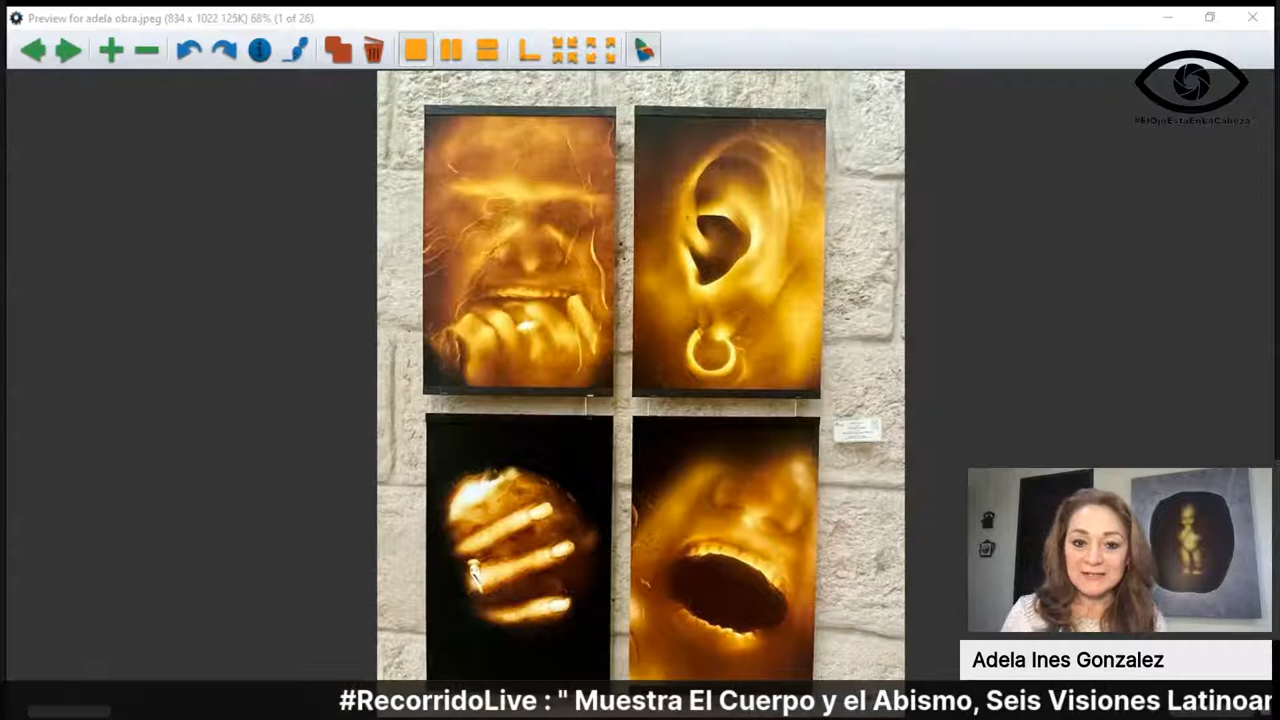 Preview for adela obra.jpeg (834 x 1022 125K) 68% (1 of 26)
#ElOjoEstaEnLaCabeza
Adela Ines Gonzalez
#RecorridoLive : " Muestra El Cuerpo y el Abismo, Seis Visiones Latinoar